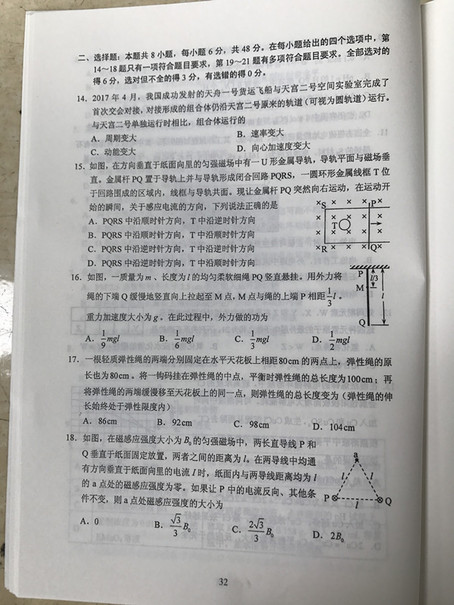 二、选择题：本题共8小题，每小题6分，共48分。在每小题给出的四个选项中，第
14～18题只有一项符合题目要求，第19～21题有多项符合题目要求。全部选对的
得6分，选对但不全的得3分，有选错的得0分。
14. 2017年4月，我国成功发射的天舟一号货运飞船与天宫二号空间实验室完成了
首次交会对接，对接形成的组合体仍沿天宫二号原来的轨道（可视为圆轨道）运行。
与天宫二号单独运行时相比，组合体运行的
A．周期变大 B．速率变大
C．动能变大 D．向心加速度变大
15. 如图，在方向垂直于纸面向里的匀强磁场中有一U形金属导轨，导轨平面与磁场垂
直。金属杆PQ置于导轨上并与导轨形成闭合回路PQRS，一圆环形金属线框T位
于回路围成的区域内，线框与导轨共面。现让金属杆PQ突然向右运动，在运动开
始的瞬间，关于感应电流的方向，下列说法正确的是
A．PQRS中沿顺时针方向，T中沿逆时针方向
B．PQRS中沿顺时针方向，T中沿顺时针方向
C．PQRS中沿逆时针方向，T中沿逆时针方向
D．PQRS中沿逆时针方向，T中沿顺时针方向
S P
T
R Q
16. 如图，一质量为m、长度为l的均匀柔软细绳PQ竖直悬挂。用外力将
绳的下端Q缓慢地竖直向上拉起至M点，M点与绳的上端P相距1/3 l。
重力加速度大小为g。在此过程中，外力做的功为
A．1/9 mgl B．1/6 mgl C．1/3 mgl D．1/2 mgl
P l/3
M l
Q
17. 一根轻质弹性绳的两端分别固定在水平天花板上相距80cm的两点上，弹性绳的原
长也为80cm。将一钩码挂在弹性绳的中点，平衡时弹性绳的总长度为100cm；再
将弹性绳的两端缓慢移至天花板上的同一点，则弹性绳的总长度变为（弹性绳的伸
长始终处于弹性限度内）
A．86cm B．92cm C．98cm D．104cm
18. 如图，在磁感应强度大小为B₀的匀强磁场中，两长直导线P和
Q垂直于纸面固定放置，两者之间的距离为l。在两导线中均通
有方向垂直于纸面向里的电流I时，纸面内与两导线距离均为l
的a点处的磁感应强度为零。如果让P中的电流反向、其他条
件不变，则a点处磁感应强度的大小为
A．0 B．√3/3 B₀ C．2√3/3 B₀ D．2B₀
a
l l
P l Q
32